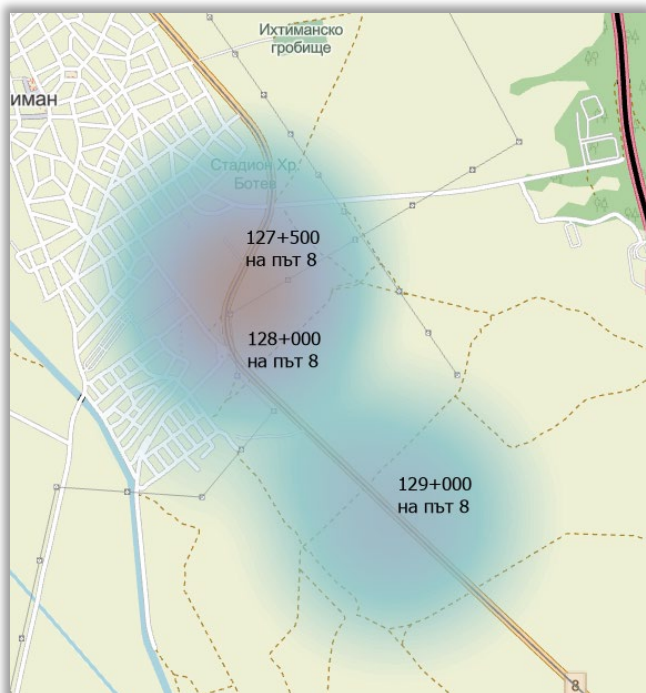 Ихтиманско
гробище
иман
Стадион Хр.
Ботев
127+500
на път 8
128+000
на път 8
129+000
на път 8
8